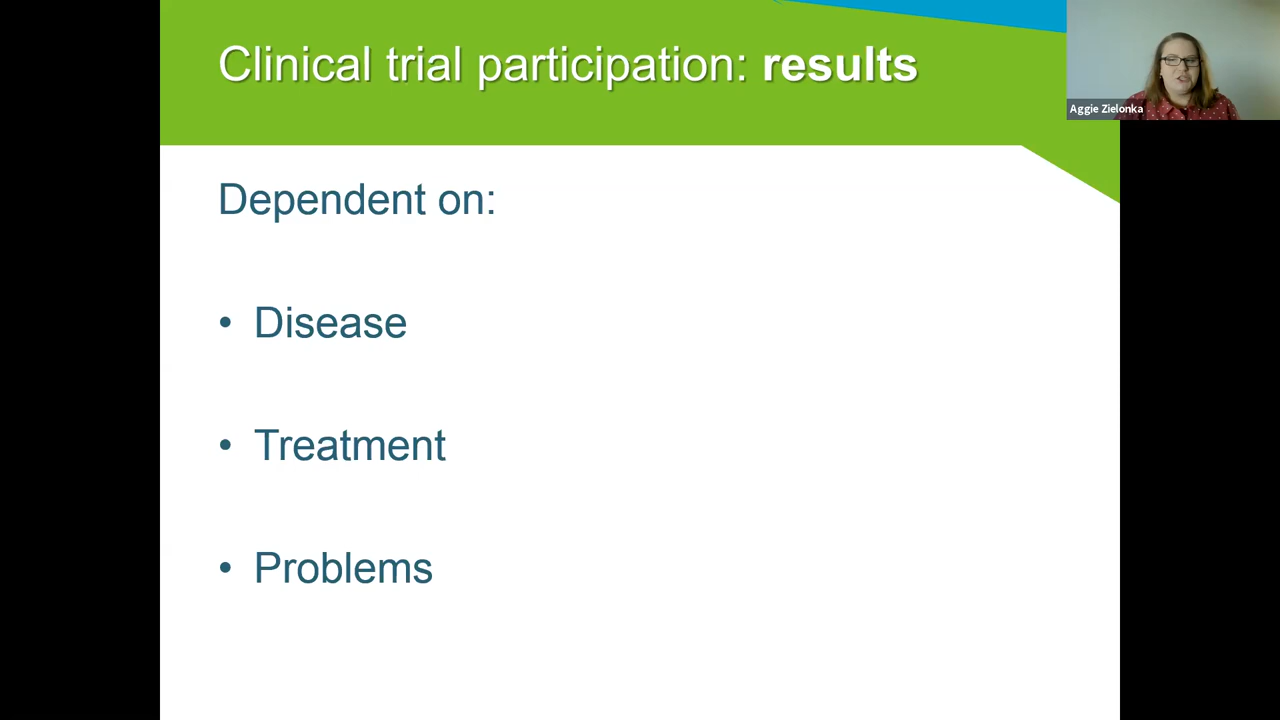 Clinical trial participation: results
Aggie Zielonka
Dependent on:
• Disease
• Treatment
• Problems